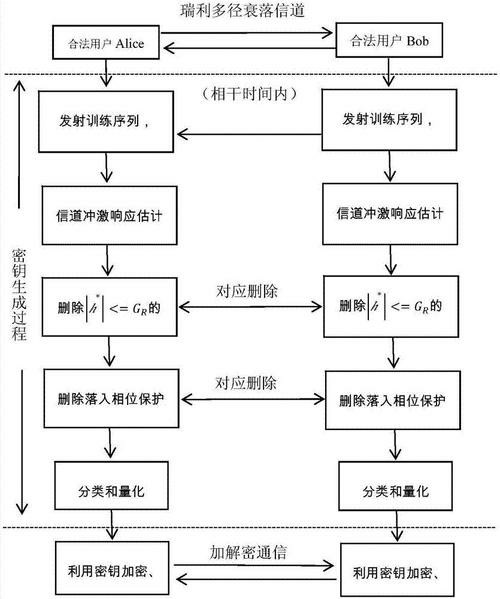 瑞利多径衰落信道
合法用户 Alice
合法用户 Bob
(相干时间内)
发射训练序列,
发射训练序列,
信道冲激响应估计
信道冲激响应估计
密钥生成过程
对应删除
删除|h*| <= G_R的
删除|h*| <= G_R的
对应删除
删除落入相位保护
删除落入相位保护
分类和量化
分类和量化
加解密通信
利用密钥加密、
利用密钥加密、